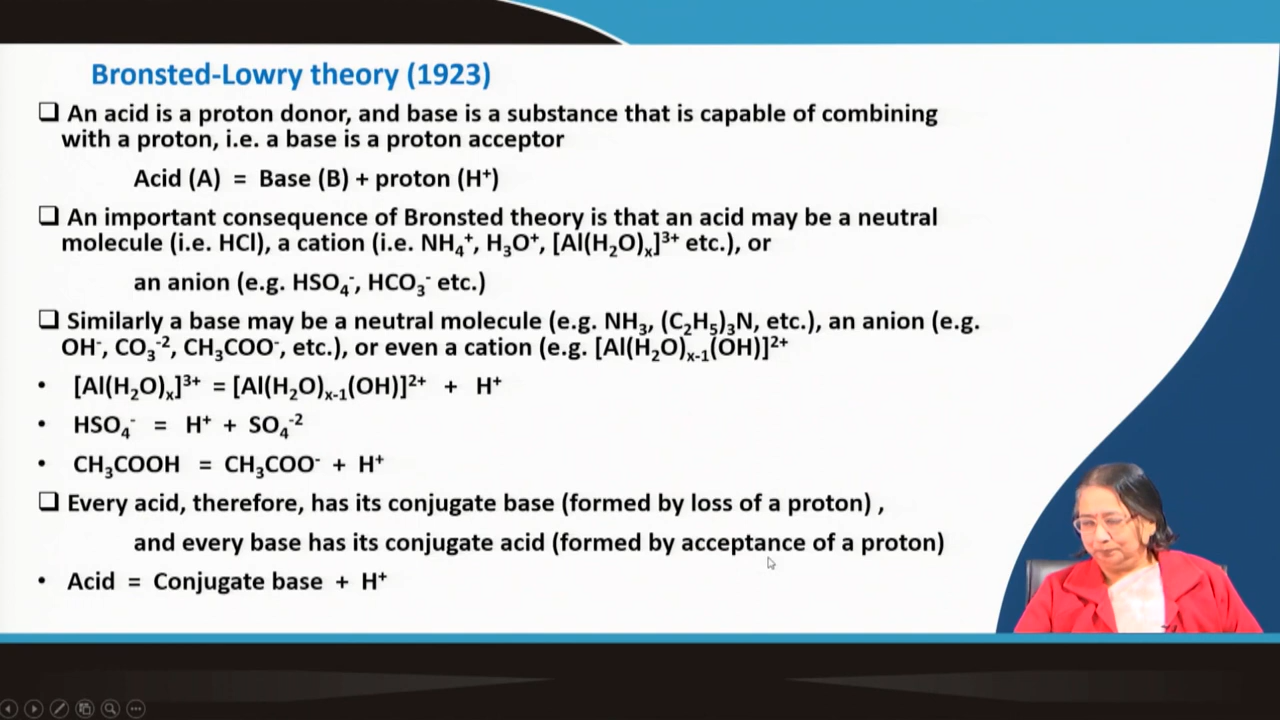 Bronsted-Lowry theory (1923)
❑ An acid is a proton donor, and base is a substance that is capable of combining
with a proton, i.e. a base is a proton acceptor
Acid (A) = Base (B) + proton (H⁺)
❑ An important consequence of Bronsted theory is that an acid may be a neutral
molecule (i.e. HCl), a cation (i.e. NH₄⁺, H₃O⁺, [Al(H₂O)ₓ]³⁺ etc.), or
an anion (e.g. HSO₄⁻, HCO₃⁻ etc.)
❑ Similarly a base may be a neutral molecule (e.g. NH₃, (C₂H₅)₃N, etc.), an anion (e.g.
OH⁻, CO₃⁻², CH₃COO⁻, etc.), or even a cation (e.g. [Al(H₂O)ₓ₋₁(OH)]²⁺
• [Al(H₂O)ₓ]³⁺ = [Al(H₂O)ₓ₋₁(OH)]²⁺ + H⁺
• HSO₄⁻ = H⁺ + SO₄⁻²
• CH₃COOH = CH₃COO⁻ + H⁺
❑ Every acid, therefore, has its conjugate base (formed by loss of a proton) ,
and every base has its conjugate acid (formed by acceptance of a proton)
• Acid = Conjugate base + H⁺